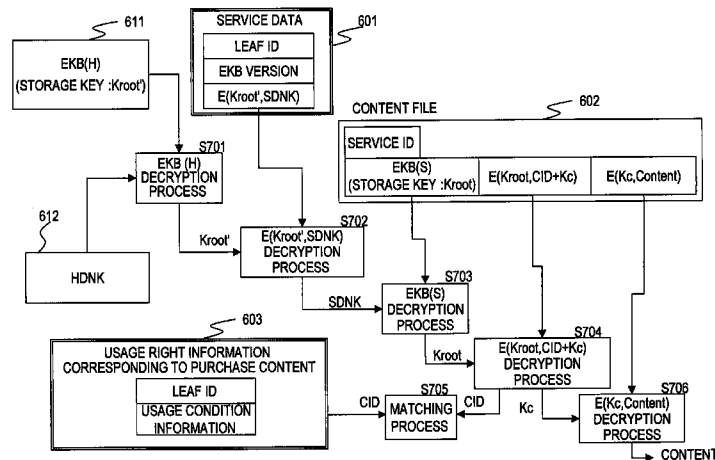 611
EKB(H)
(STORAGE KEY :Kroot')
SERVICE DATA
LEAF ID
EKB VERSION
E(Kroot',SDNK)
601
602
CONTENT FILE
SERVICE ID
EKB(S)
(STORAGE KEY :Kroot)
E(Kroot,CID+Kc)
E(Kc,Content)
S701
EKB (H)
DECRYPTION
PROCESS
612
HDNK
Kroot'
S702
E(Kroot',SDNK)
DECRYPTION
PROCESS
SDNK
S703
EKB(S)
DECRYPTION
PROCESS
Kroot
S704
E(Kroot,CID+Kc)
DECRYPTION
PROCESS
603
USAGE RIGHT INFORMATION
CORRESPONDING TO PURCHASE CONTENT
LEAF ID
USAGE CONDITION
INFORMATION
CID
S705
MATCHING
PROCESS
CID
Kc
S706
E(Kc,Content)
DECRYPTION
PROCESS
CONTENT